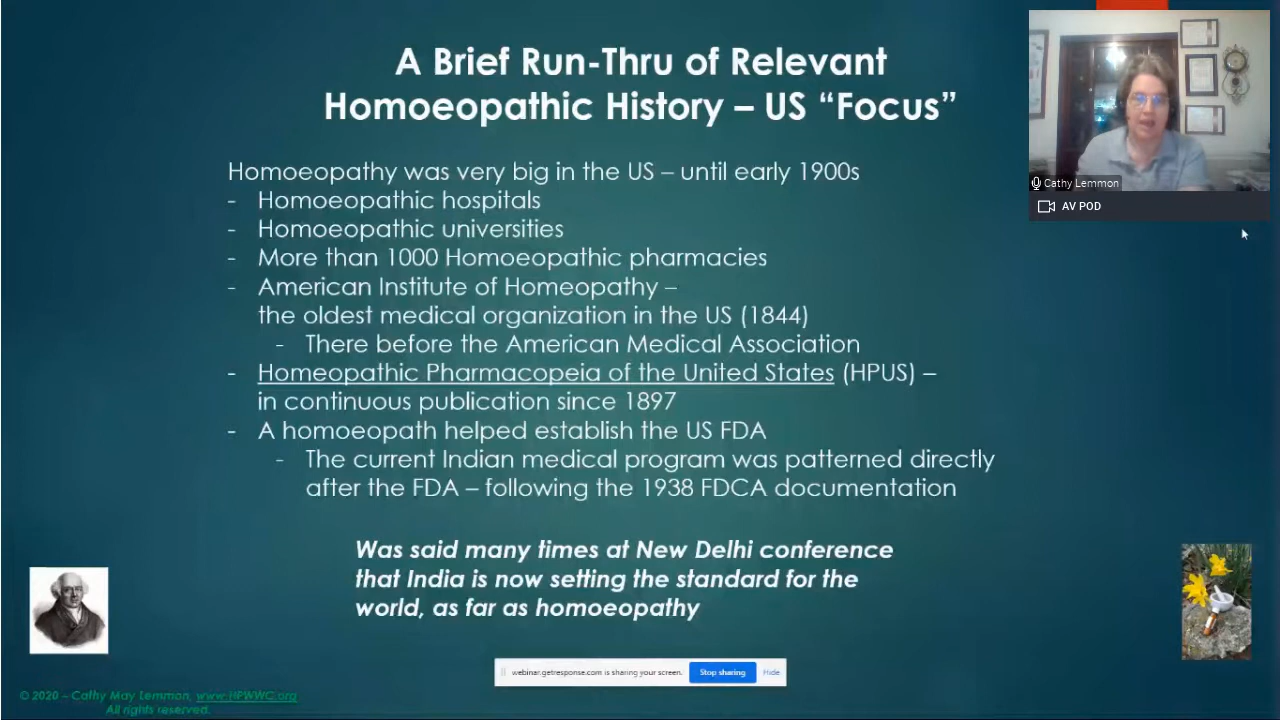 A Brief Run-Thru of Relevant
Homoeopathic History – US “Focus”
Homoeopathy was very big in the US – until early 1900s
- Homoeopathic hospitals
- Homoeopathic universities
- More than 1000 Homoeopathic pharmacies
- American Institute of Homeopathy –
the oldest medical organization in the US (1844)
- There before the American Medical Association
- Homeopathic Pharmacopeia of the United States (HPUS) –
in continuous publication since 1897
- A homoeopath helped establish the US FDA
- The current Indian medical program was patterned directly
after the FDA – following the 1938 FDCA documentation
Was said many times at New Delhi conference
that India is now setting the standard for the
world, as far as homoeopathy
Cathy Lemmon
AV POD
webinar.getresponse.com is sharing your screen. Stop sharing Hide
© 2020 – Cathy May Lemmon, www.HPWWC.org
All rights reserved.